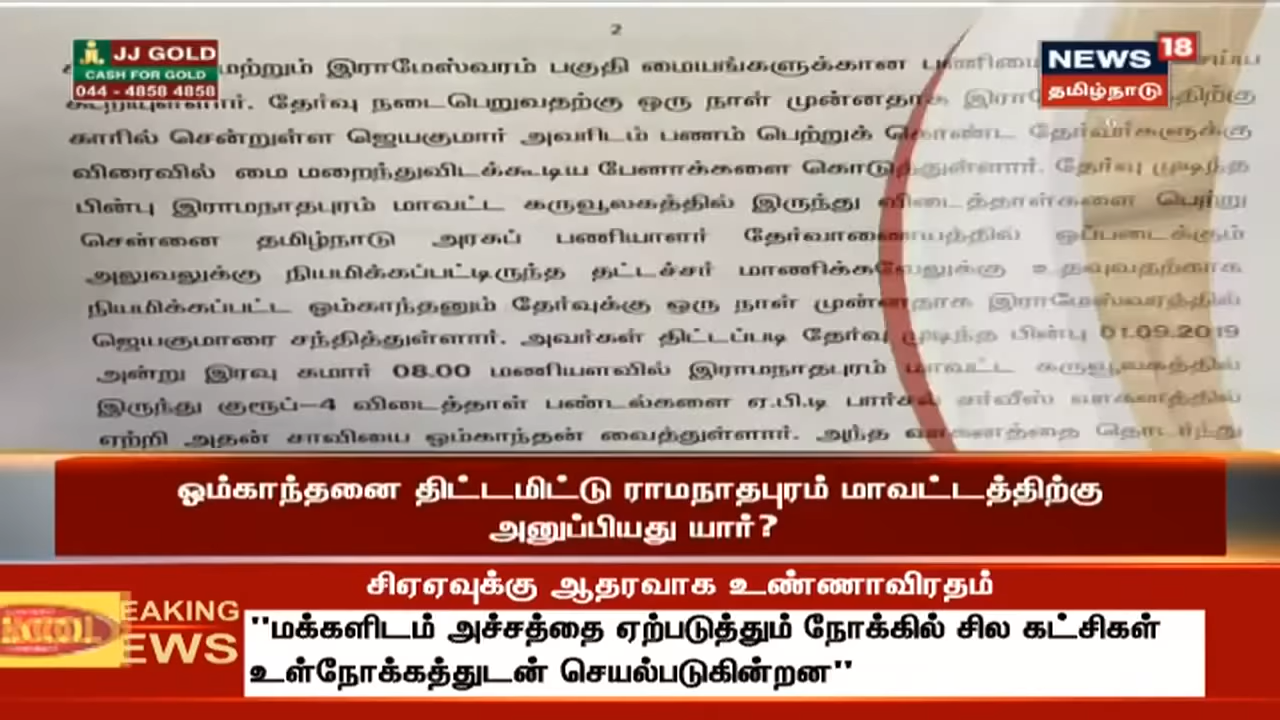 2
JJ GOLD
CASH FOR GOLD
044 - 4858 4858
NEWS 18
தமிழ்நாடு
மற்றும் இராமேஸ்வரம் பகுதி மையங்களுக்கான
தேர்வு நடைபெறுவதற்கு ஒரு நாள் முன்னதாக
காரில் சென்றுள்ள ஜெயகுமார் அவரிடம் பணம் பெற்றுக் கொண்ட தேர்வர்களுக்கு
விரைவில் மை மறைந்துவிடக்கூடிய பேனாக்களை கொடுத்துள்ளார். தேர்வு முடிந்த
பின்பு இராமநாதபுரம் மாவட்ட கருவூலகத்தில் இருந்து விடைத்தாள்களை பெற்று
சென்னை தமிழ்நாடு அரசுப் பணியாளர் தேர்வாணையத்தில் ஒப்படைக்கும்
அலுவலுக்கு நியமிக்கப்பட்டிருந்த தட்டச்சர் மாணிக்கவேலுக்கு உதவுவதற்காக
நியமிக்கப்பட்ட ஓம்காந்தனும் தேர்வுக்கு ஒரு நாள் முன்னதாக இராமேஸ்வரத்தில்
ஜெயகுமாரை சந்தித்துள்ளார். அவர்கள் திட்டப்படி தேர்வு முடிந்த பின்பு 01.09.2019
அன்று இரவு சுமார் 08.00 மணியளவில் இராமநாதபுரம் மாவட்ட கருவூலகத்தில்
இருந்து குரூப்-4 விடைத்தாள் பண்டல்களை ஏ.பி.டி பார்சல் சர்வீஸ் வாகனத்தில்
ஏற்றி அதன் சாவியை ஓம்காந்தன் வைத்துள்ளார். அந்த வாகனத்தை தொடர்ந்து
ஓம்காந்தனை திட்டமிட்டு ராமநாதபுரம் மாவட்டத்திற்கு
அனுப்பியது யார்?
சிஏஏவுக்கு ஆதரவாக உண்ணாவிரதம்
EAKING
EWS
"மக்களிடம் அச்சத்தை ஏற்படுத்தும் நோக்கில் சில கட்சிகள்
உள்நோக்கத்துடன் செயல்படுகின்றன"